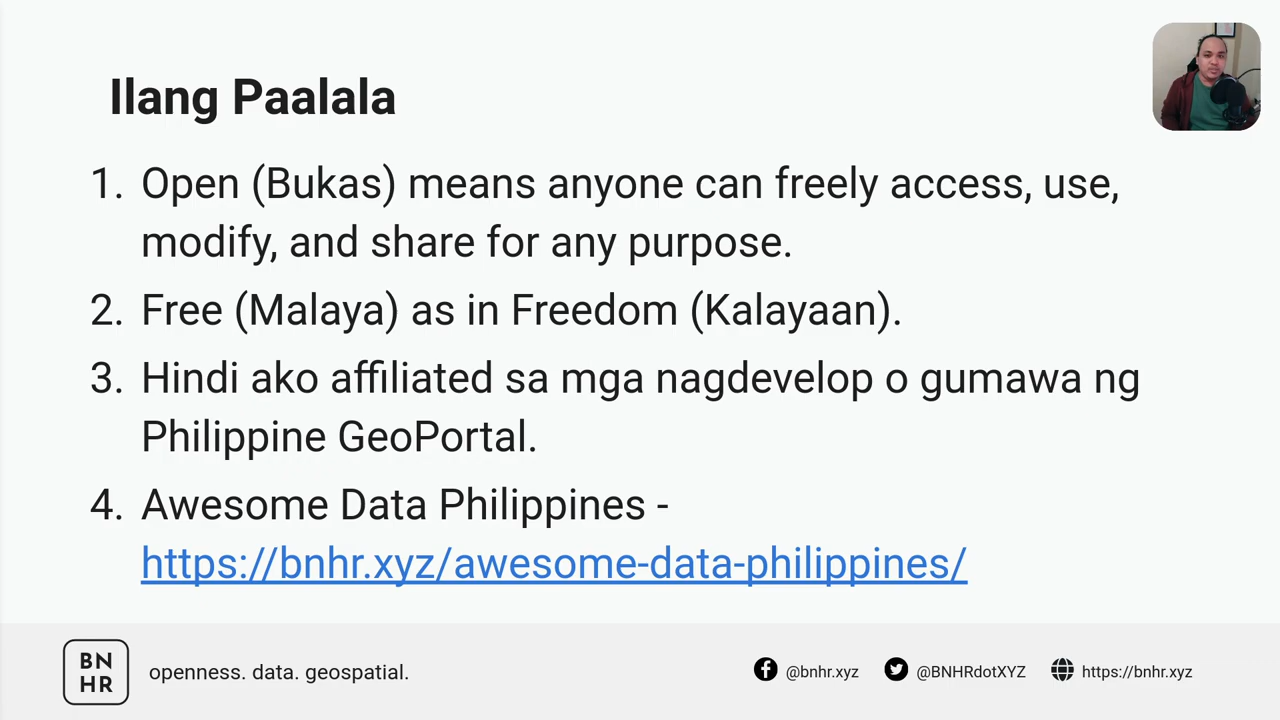 Ilang Paalala
1. Open (Bukas) means anyone can freely access, use,
modify, and share for any purpose.
2. Free (Malaya) as in Freedom (Kalayaan).
3. Hindi ako affiliated sa mga nagdevelop o gumawa ng
Philippine GeoPortal.
4. Awesome Data Philippines -
https://bnhr.xyz/awesome-data-philippines/
BN
HR
openness. data. geospatial.
@bnhr.xyz
@BNHRdotXYZ
https://bnhr.xyz